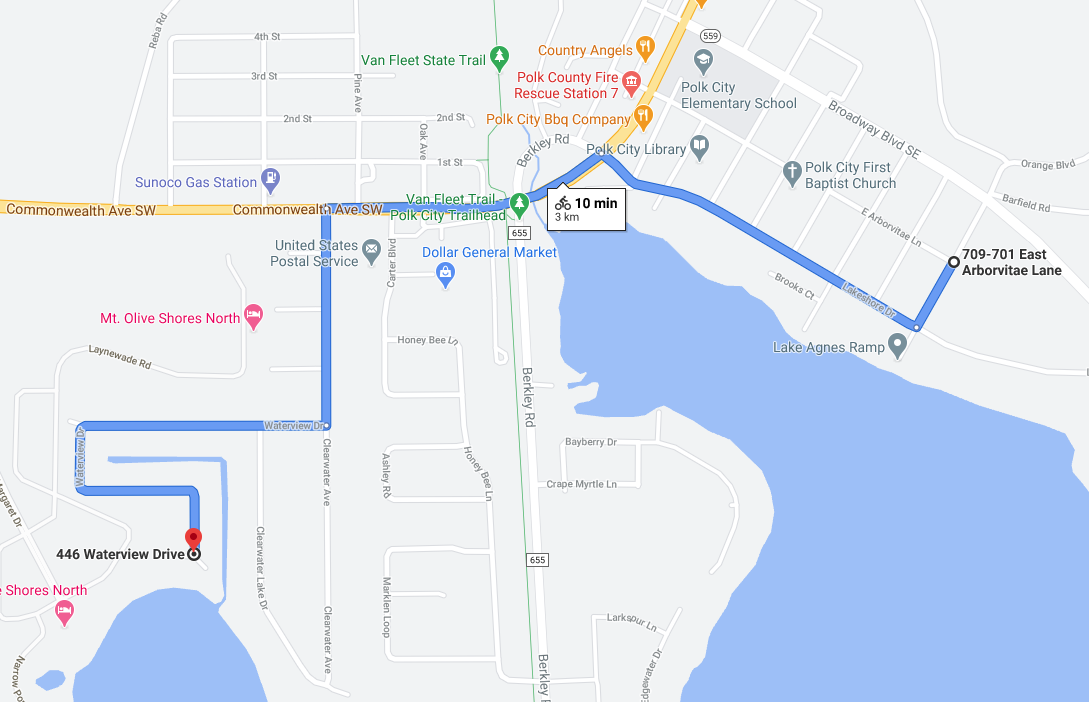 Reba Rd
4th St
559
Van Fleet State Trail
Country Angels
3rd St
Pine Ave
Polk County Fire
Rescue Station 7
Polk City
Elementary School
Broadway Blvd SE
2nd St
2nd St
Polk City Bbq Company
Oak Ave
Berkley Rd
Polk City Library
1st St
Orange Blvd
Sunoco Gas Station
Polk City First
Baptist Church
Commonwealth Ave SW
Commonwealth Ave SW
Van Fleet Trail
Polk City Trailhead
10 min
3 km
Barfield Rd
655
E Arborvitae Ln
United States
Postal Service
Carter Blvd
Dollar General Market
709-701 East
Arborvitae Lane
Brooks Ct
Lakeshore Dr
Mt. Olive Shores North
Honey Bee Ln
Lake Agnes Ramp
Laynewade Rd
Berkley Rd
Waterview Dr
Waterview Dr
Clearwater Ave
Bayberry Dr
Ashley Rd
Honey Bee Ln
Crape Myrtle Ln
Margaret Dr
446 Waterview Drive
Clearwater Lake Dr
655
e Shores North
Marklen Loop
Clearwater Ave
Larkspur Ln
Narrow Po
Berkley R
Edgewater Dr